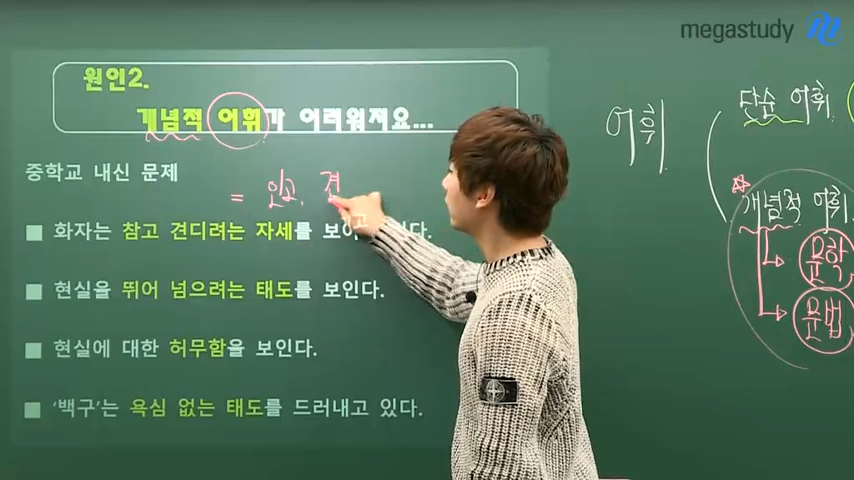 megastudy
원인2.
개념적 어휘가 어려워져요...
중학교 내신 문제
= 인고, 견
화자는 참고 견디려는 자세를 보이고 있다.
현실을 뛰어 넘으려는 태도를 보인다.
현실에 대한 허무함을 보인다.
'백구'는 욕심 없는 태도를 드러내고 있다.
어휘
단순 어휘
개념적 어휘
문학
문법